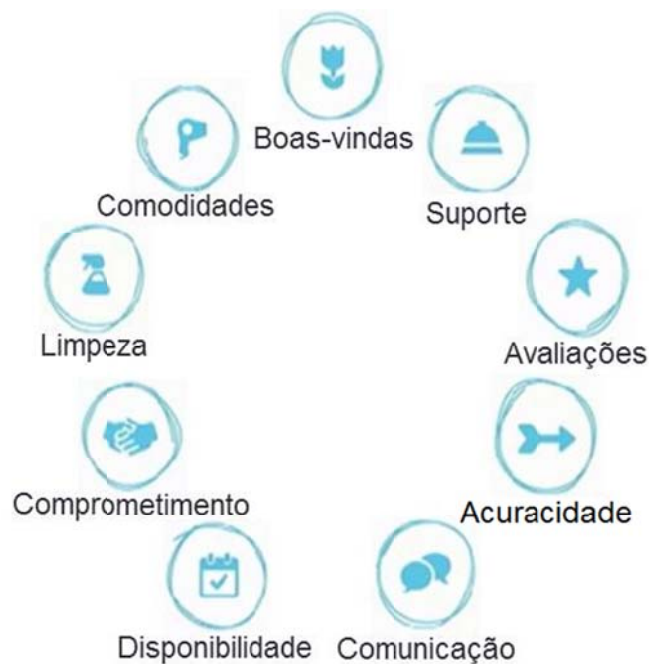 Boas-vindas
Comodidades
Suporte
Limpeza
Avaliações
Comprometimento
Acuracidade
Disponibilidade
Comunicação